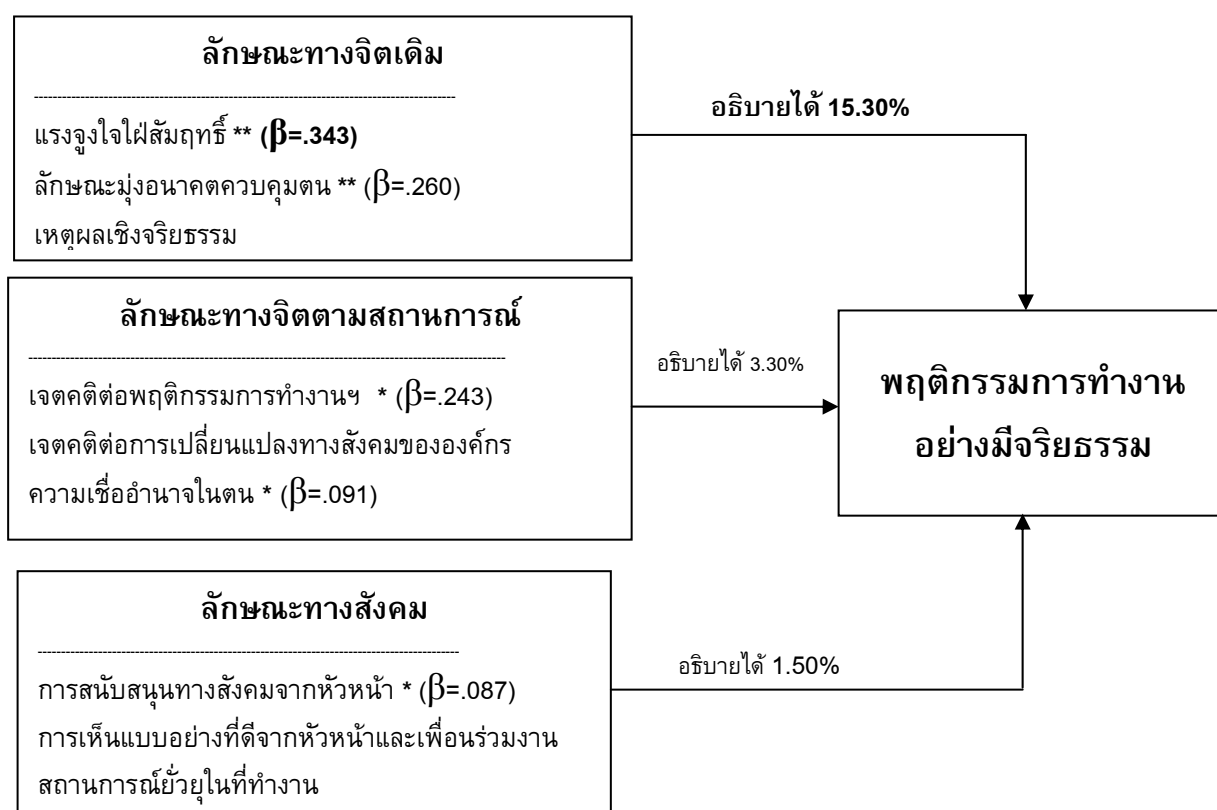 ลักษณะทางจิตเดิม
แรงจูงใจใฝ่สัมฤทธิ์ ** (β=.343)
ลักษณะมุ่งอนาคตควบคุมตน ** (β=.260)
เหตุผลเชิงจริยธรรม
อธิบายได้ 15.30%
ลักษณะทางจิตตามสถานการณ์
เจตคติต่อพฤติกรรมการทำงานฯ * (β=.243)
เจตคติต่อการเปลี่ยนแปลงทางสังคมขององค์กร
ความเชื่ออำนาจในตน * (β=.091)
อธิบายได้ 3.30%
พฤติกรรมการทำงาน
อย่างมีจริยธรรม
ลักษณะทางสังคม
การสนับสนุนทางสังคมจากหัวหน้า * (β=.087)
การเห็นแบบอย่างที่ดีจากหัวหน้าและเพื่อนร่วมงาน
สถานการณ์ยั่วยุในที่ทำงาน
อธิบายได้ 1.50%